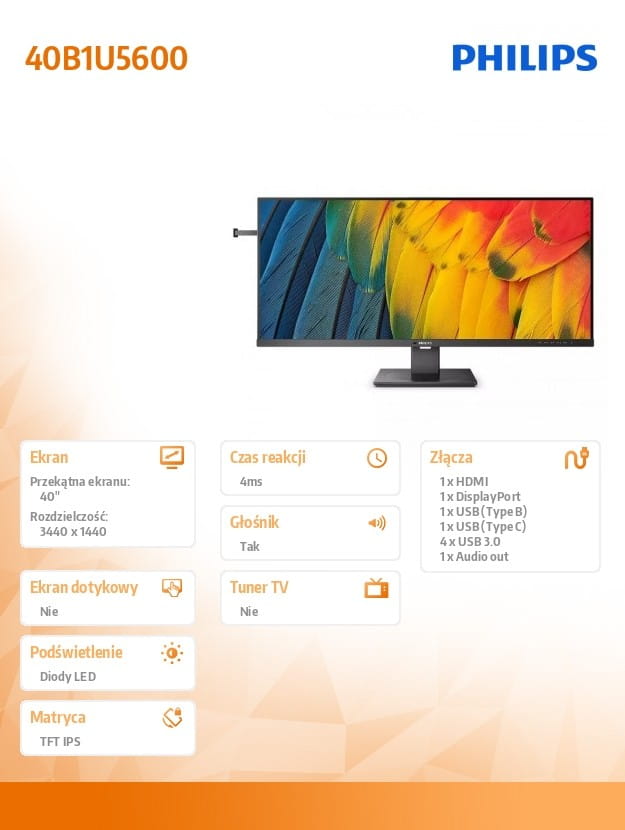 40B1U5600
PHILIPS
Ekran
Przekątna ekranu:
40"
Rozdzielczość:
3440 x 1440
Czas reakcji
4ms
Głośnik
Tak
Złącza
1 x HDMI
1 x DisplayPort
1 x USB (Type B)
1 x USB (Type C)
4 x USB 3.0
1 x Audio out
Ekran dotykowy
Nie
Tuner TV
Nie
Podświetlenie
Diody LED
Matryca
TFT IPS